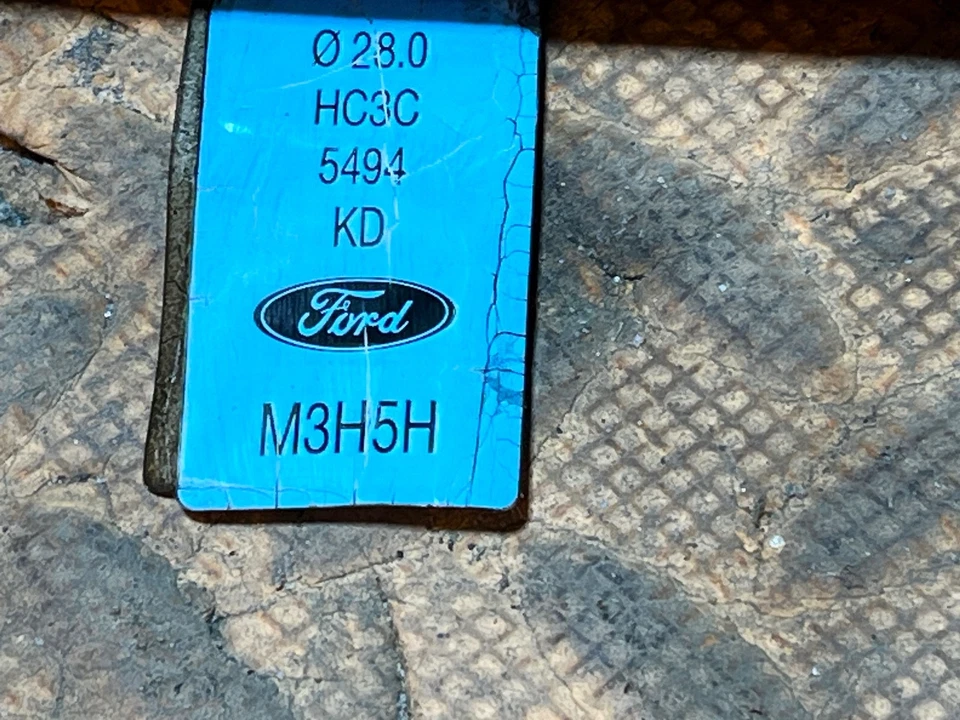 Ø 28.0
HC3C
5494
KD
Ford
M3H5H